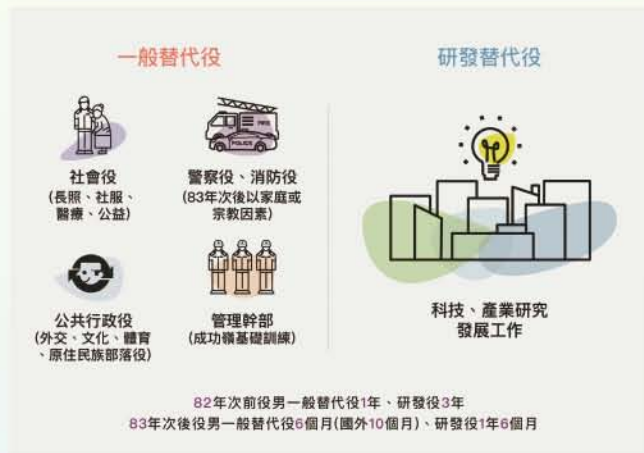 一般替代役
研發替代役
社會役
(長照、社服、
醫療、公益)
POLICE
警察役、消防役
(83年次後以家庭或
宗教因素)
公共行政役
(外交、文化、體育
、原住民族部落役)
管理幹部
(成功嶺基礎訓練)
科技、產業研究
發展工作
82年次前役男一般替代役1年、研發役3年
83年次後役男一般替代役6個月(國外10個月)、研發役1年6個月